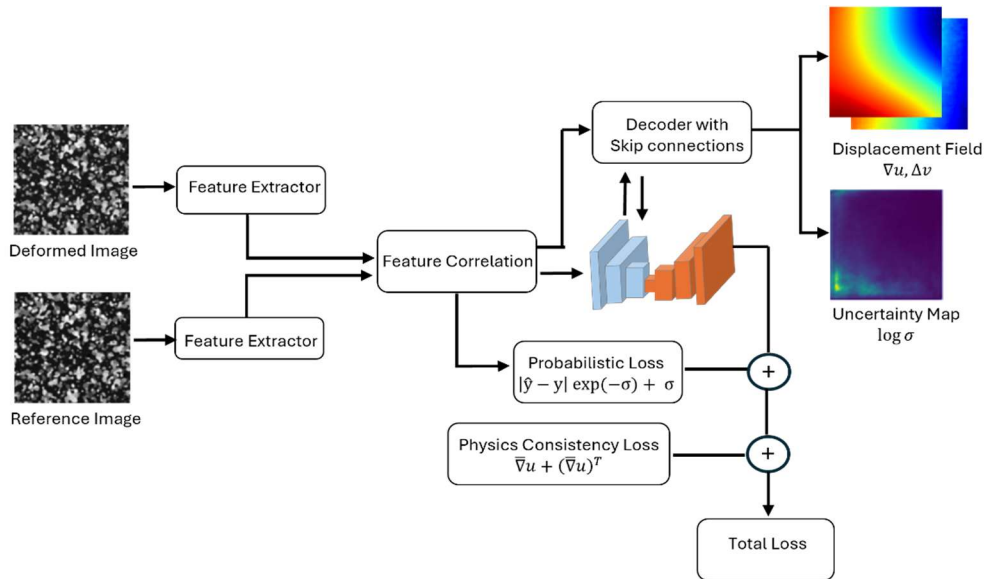 Deformed Image
Reference Image
Feature Extractor
Feature Extractor
Feature Correlation
Decoder with
Skip connections
Displacement Field
∇u, Δv
Uncertainty Map
log σ
Probabilistic Loss
|ŷ − y| exp(−σ) + σ
+
Physics Consistency Loss
∇̅u + (∇̅u)ᵀ
+
Total Loss